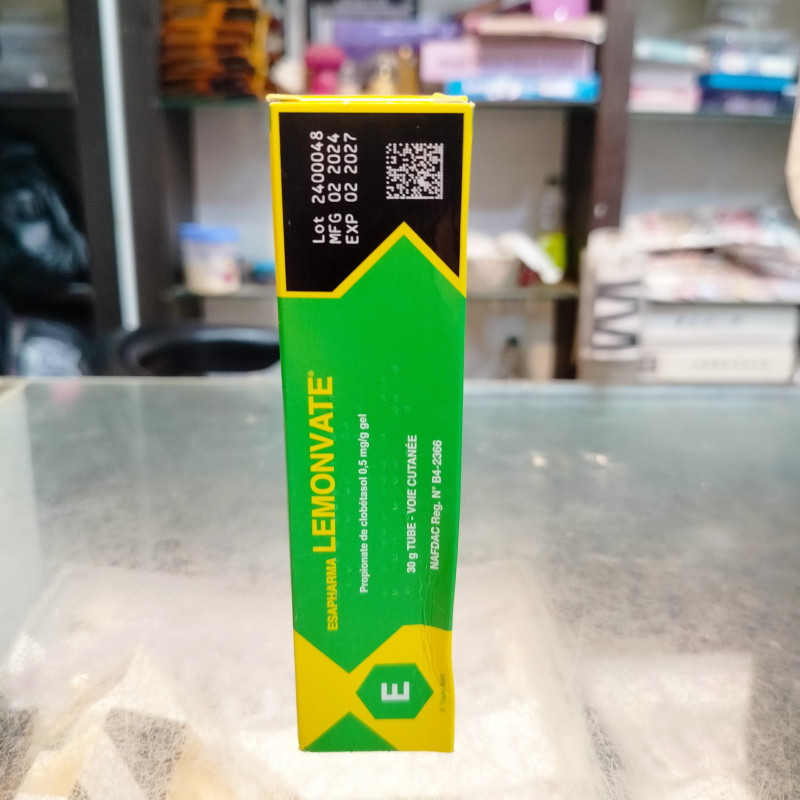 Lot 2400048
MFG 02 2024
EXP 02 2027
ESAPHARMA LEMONVATE®
Propionate de clobétasol 0,5 mg/g gel
30 g TUBE - VOIE CUTANÉE
NAFDAC Reg. N° B4-2366
E